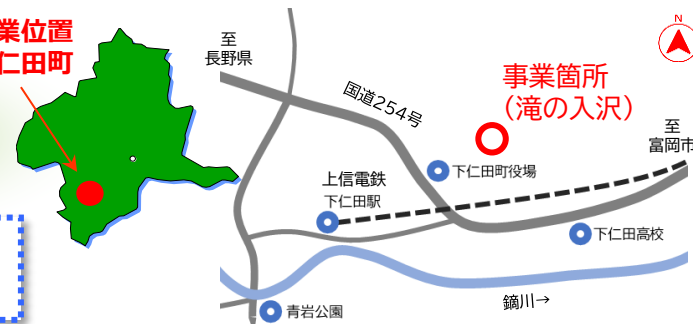 業位置
仁田町
至
長野県
国道254号
N
事業箇所
(滝の入沢)
至
富岡市
下仁田町役場
上信電鉄
下仁田駅
下仁田高校
鏑川→
青岩公園